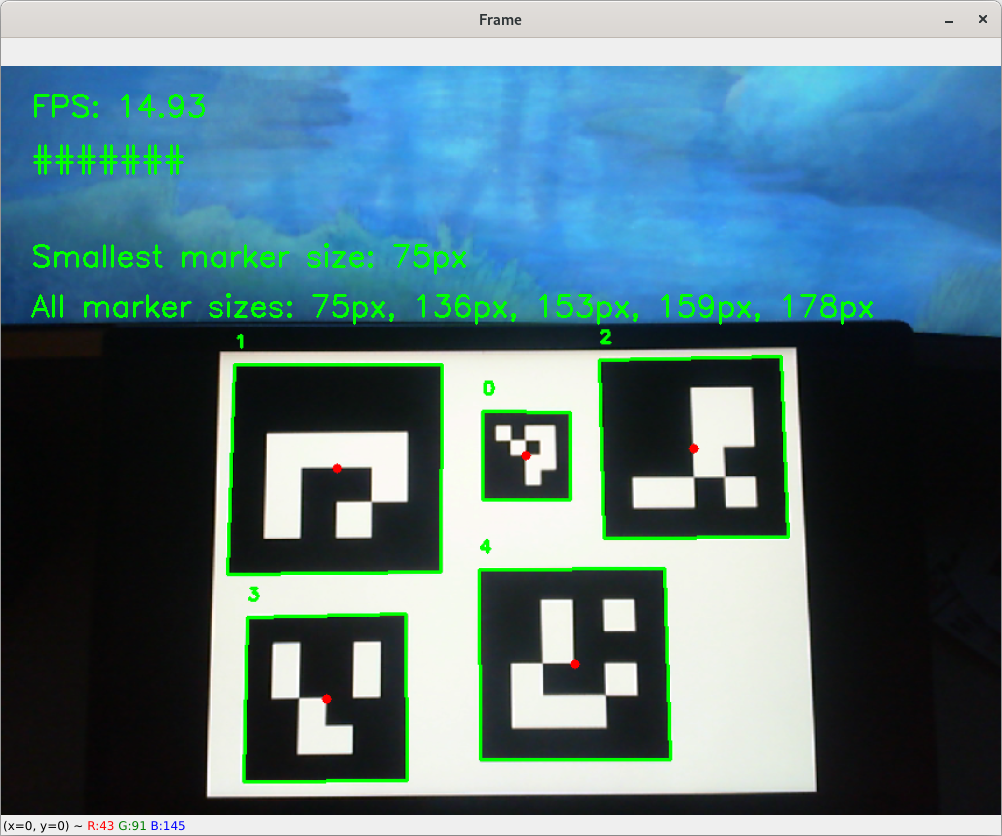 Frame
FPS: 14.93
#######
Smallest marker size: 75px
All marker sizes: 75px, 136px, 153px, 159px, 178px
1
2
0
4
3
(x=0, y=0) ~ R:43 G:91 B:145